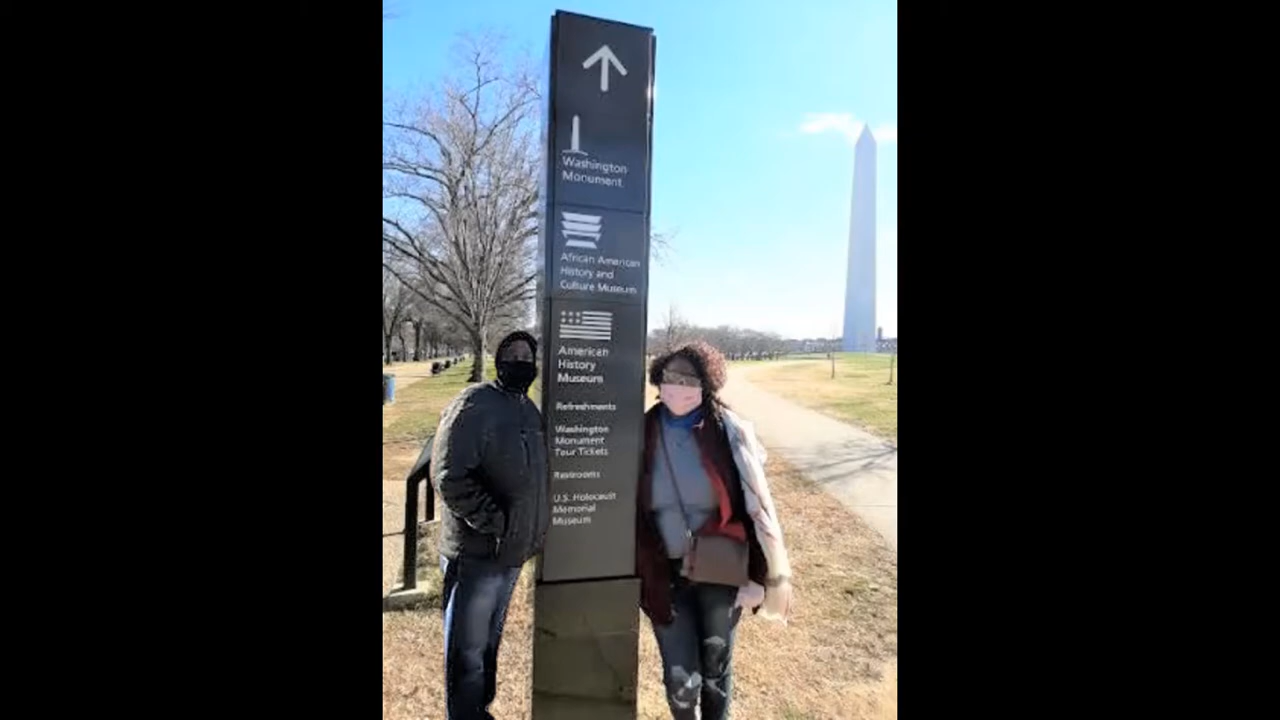 Washington
Monument
African American
History and
Culture Museum
American
History
Museum
Refreshments
Washington
Monument
Tour Tickets
Restrooms
U.S. Holocaust
Memorial
Museum